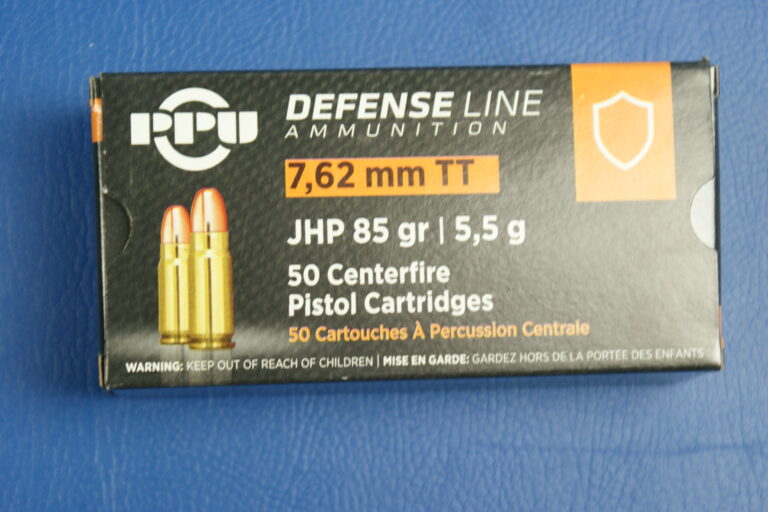 PPU
DEFENSE LINE
AMMUNITION
7,62 mm TT
JHP 85 gr | 5,5 g
50 Centerfire
Pistol Cartridges
50 Cartouches À Percussion Centrale
WARNING: KEEP OUT OF REACH OF CHILDREN | MISE EN GARDE: GARDEZ HORS DE LA PORTÉE DES ENFANTS